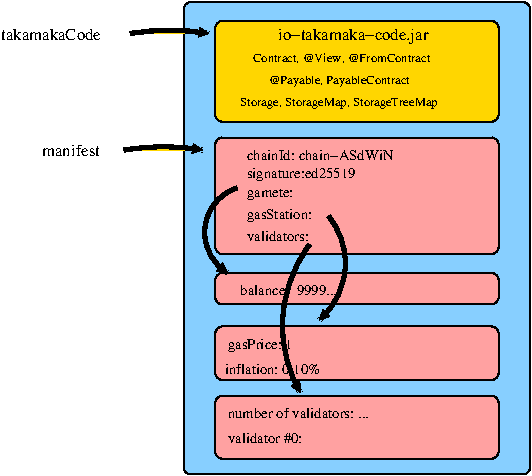 takamakaCode
io-takamaka-code.jar
Contract, @View, @FromContract
@Payable, PayableContract
Storage, StorageMap, StorageTreeMap
manifest
chainId: chain-ASdWiN
signature:ed25519
gamete:
gasStation:
validators:
balance: 9999...
gasPrice: 1
inflation: 0.10%
number of validators: ...
validator #0: